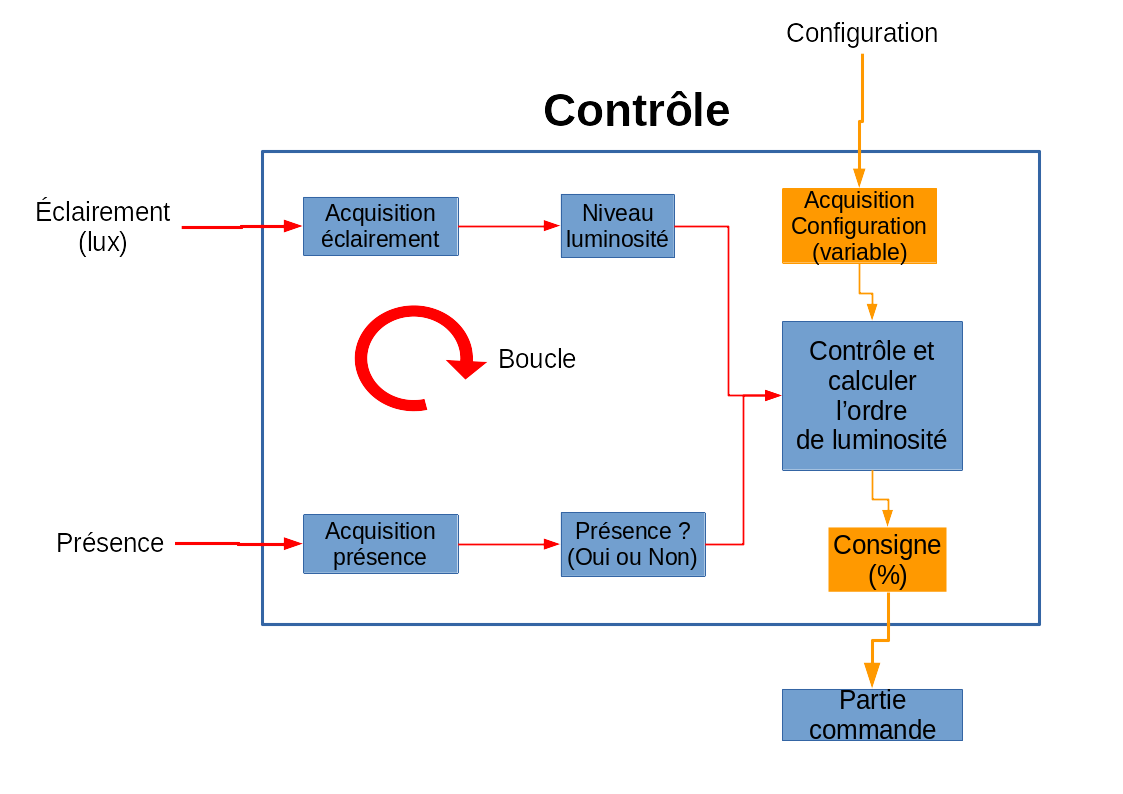 Configuration
Contrôle
Éclairement
(lux)
Acquisition
éclairement
Niveau
luminosité
Acquisition
Configuration
(variable)
Boucle
Contrôle et
calculer
l’ordre
de luminosité
Présence
Acquisition
présence
Présence ?
(Oui ou Non)
Consigne
(%)
Partie
commande